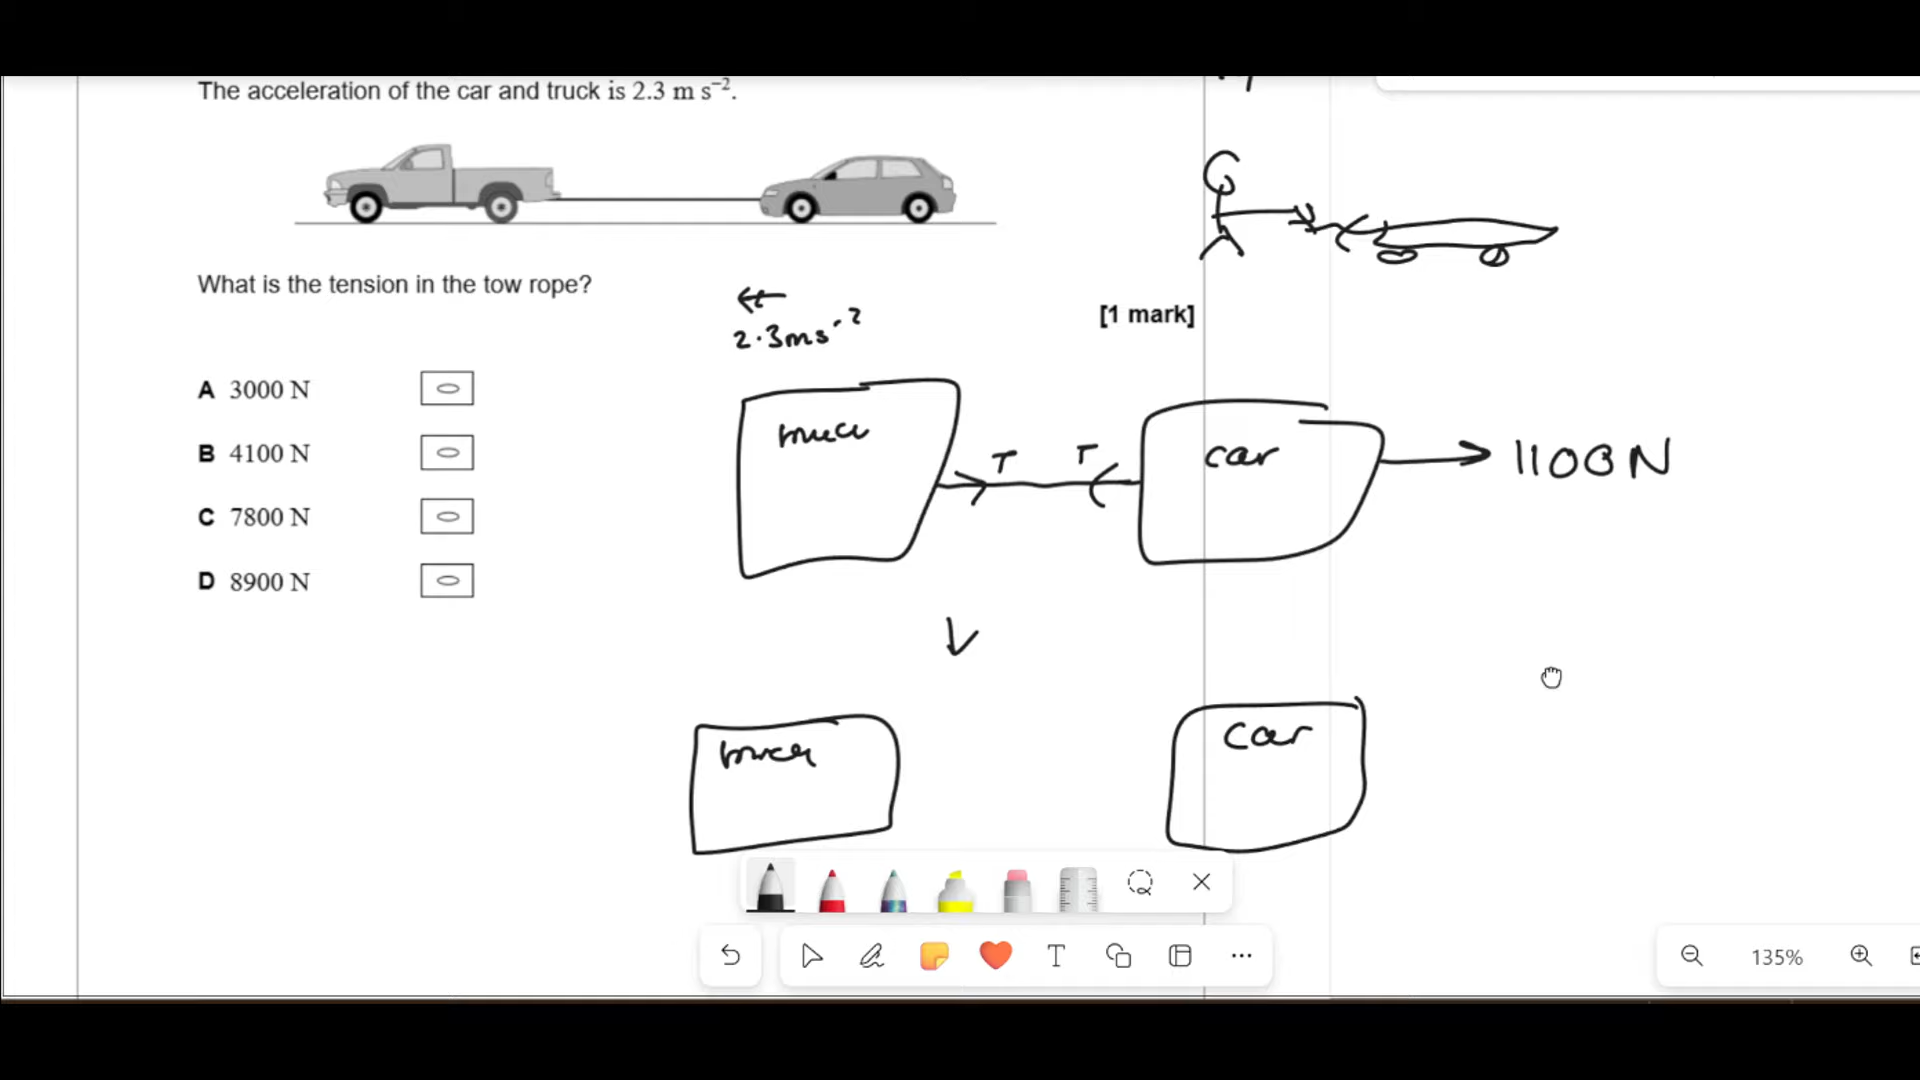 The acceleration of the car and truck is 2.3 m s⁻².
What is the tension in the tow rope?
[1 mark]
2.3ms⁻²
A 3000 N
B 4100 N
C 7800 N
D 8900 N
truck
T
T
car
1100N
truck
car
135%